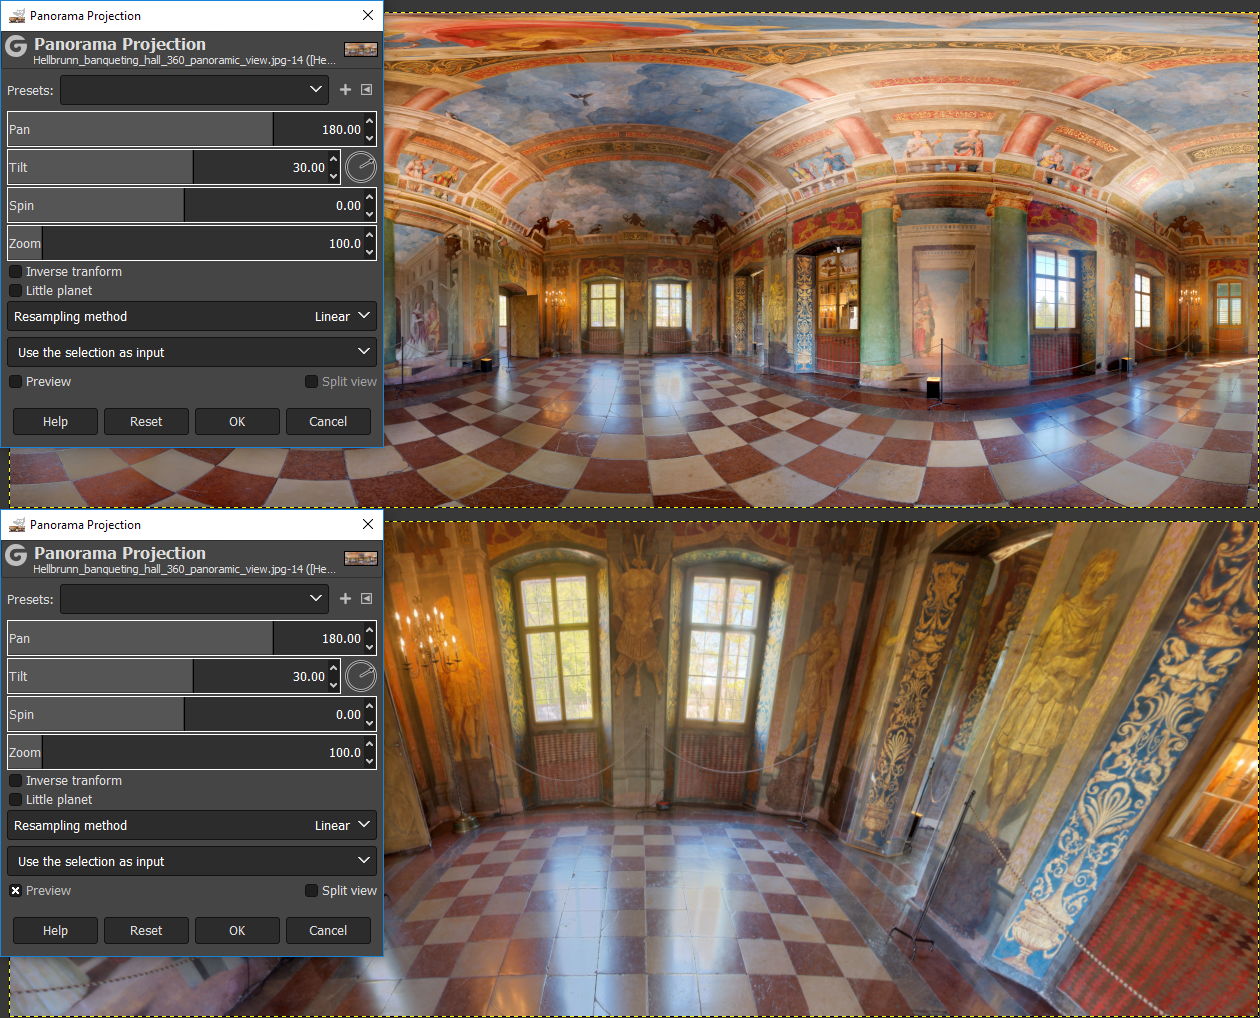 Panorama Projection
Panorama Projection
Hellbrunn_banqueting_hall_360_panoramic_view.jpg-14 ([He...
Presets:
Pan 180.00
Tilt 30.00
Spin 0.00
Zoom 100.0
Inverse tranform
Little planet
Resampling method Linear
Use the selection as input
Preview Split view
Help Reset OK Cancel
Panorama Projection
Panorama Projection
Hellbrunn_banqueting_hall_360_panoramic_view.jpg-14 ([He...
Presets:
Pan 180.00
Tilt 30.00
Spin 0.00
Zoom 100.0
Inverse tranform
Little planet
Resampling method Linear
Use the selection as input
Preview Split view
Help Reset OK Cancel